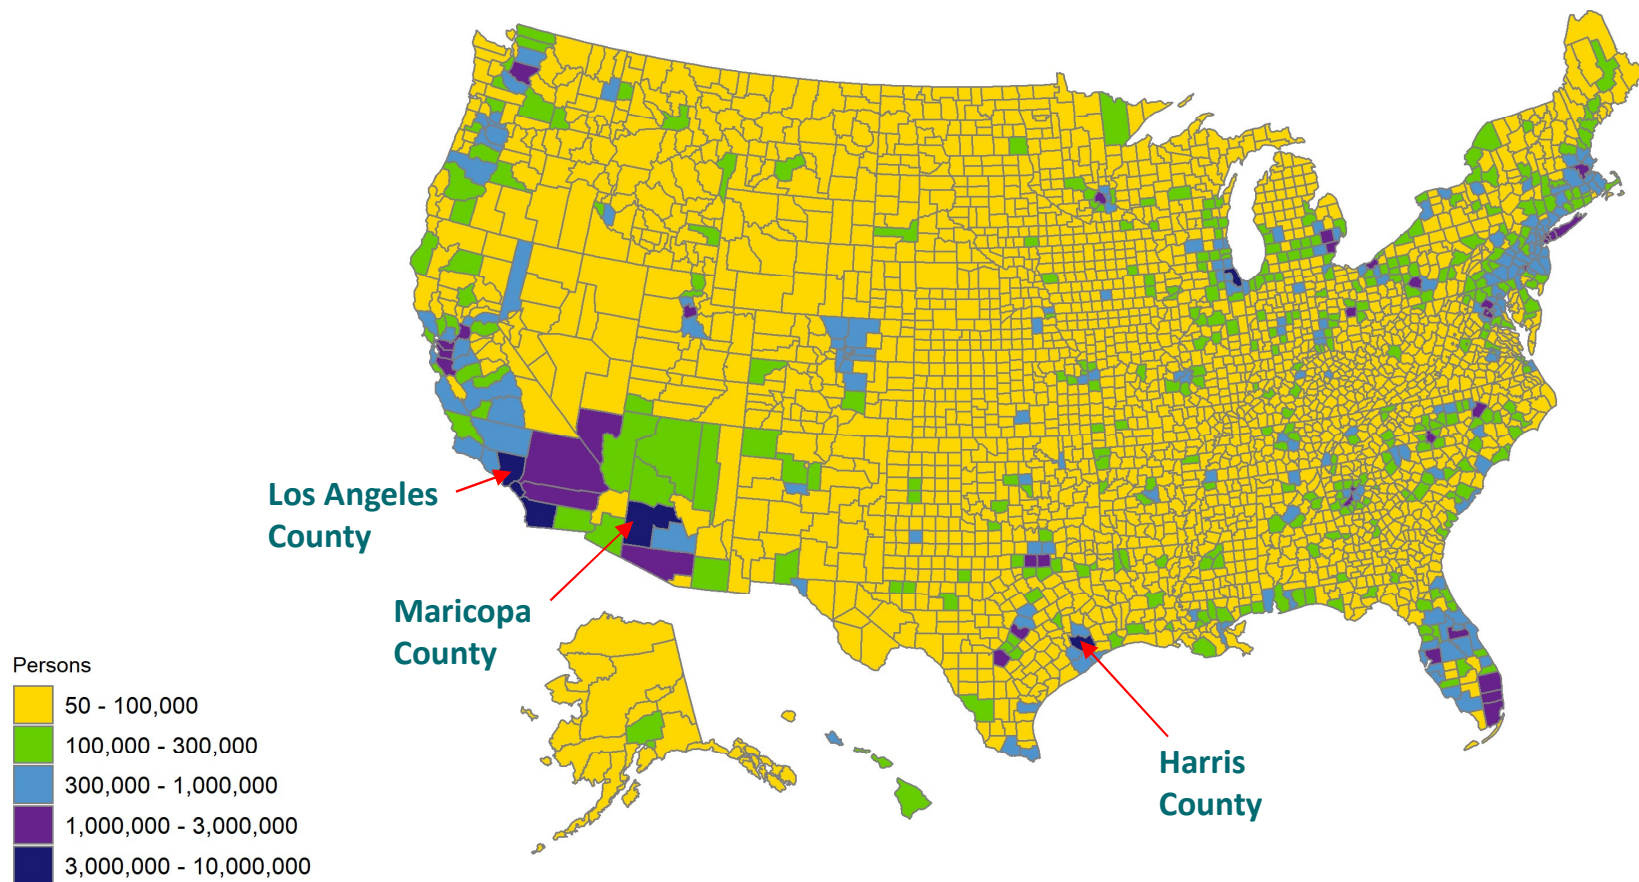 Los Angeles
County
Maricopa
County
Harris
County
Persons
50 - 100,000
100,000 - 300,000
300,000 - 1,000,000
1,000,000 - 3,000,000
3,000,000 - 10,000,000